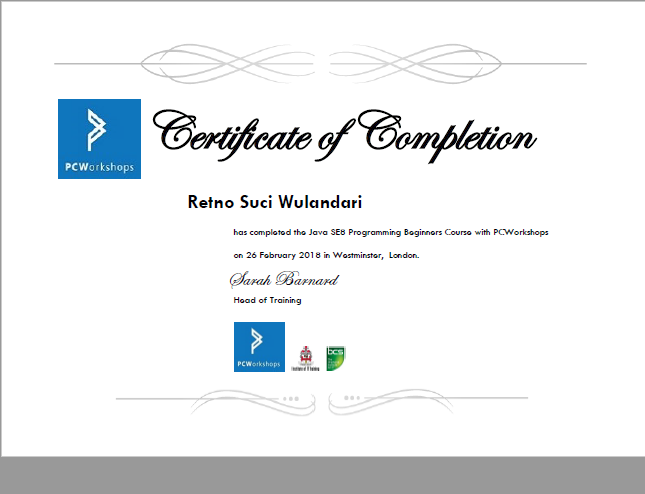 PCWorkshops
Certificate of Completion
Retno Suci Wulandari
has completed the Java SE8 Programming Beginners Course with PCWorkshops
on 26 February 2018 in Westminster, London.
Sarah Barnard
Head of Training
PCWorkshops
Institute of IT Training
bcs